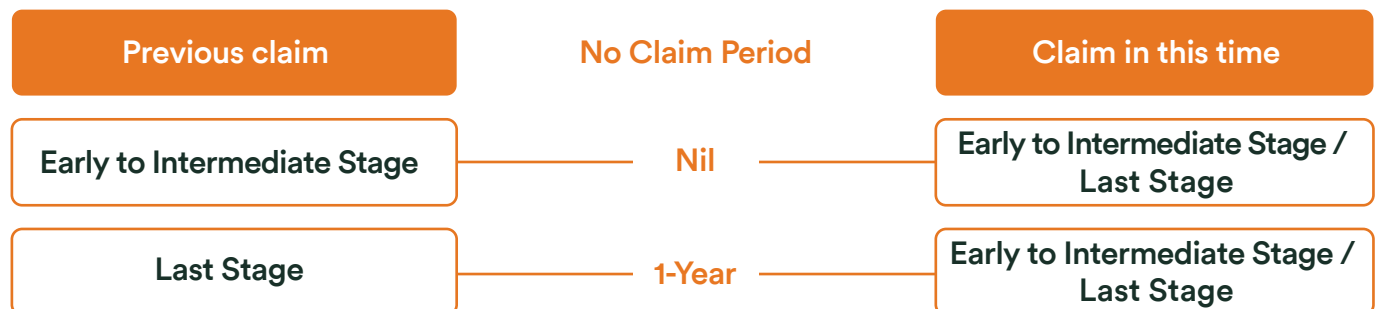 Previous claim
No Claim Period
Claim in this time
Early to Intermediate Stage
Nil
Early to Intermediate Stage /
Last Stage
Last Stage
1-Year
Early to Intermediate Stage /
Last Stage